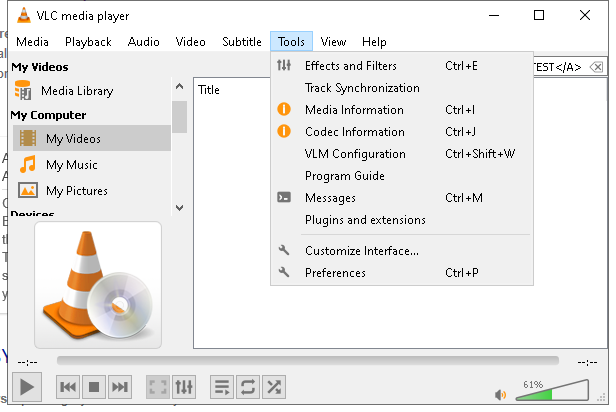 VLC media player
Media Playback Audio Video Subtitle Tools View Help
My Videos
Media Library
My Computer
My Videos
My Music
My Pictures
Devices
Title
TEST</A>
Effects and Filters Ctrl+E
Track Synchronization
Media Information Ctrl+I
Codec Information Ctrl+J
VLM Configuration Ctrl+Shift+W
Program Guide
Messages Ctrl+M
Plugins and extensions
Customize Interface...
Preferences Ctrl+P
--:-- --:--
61%